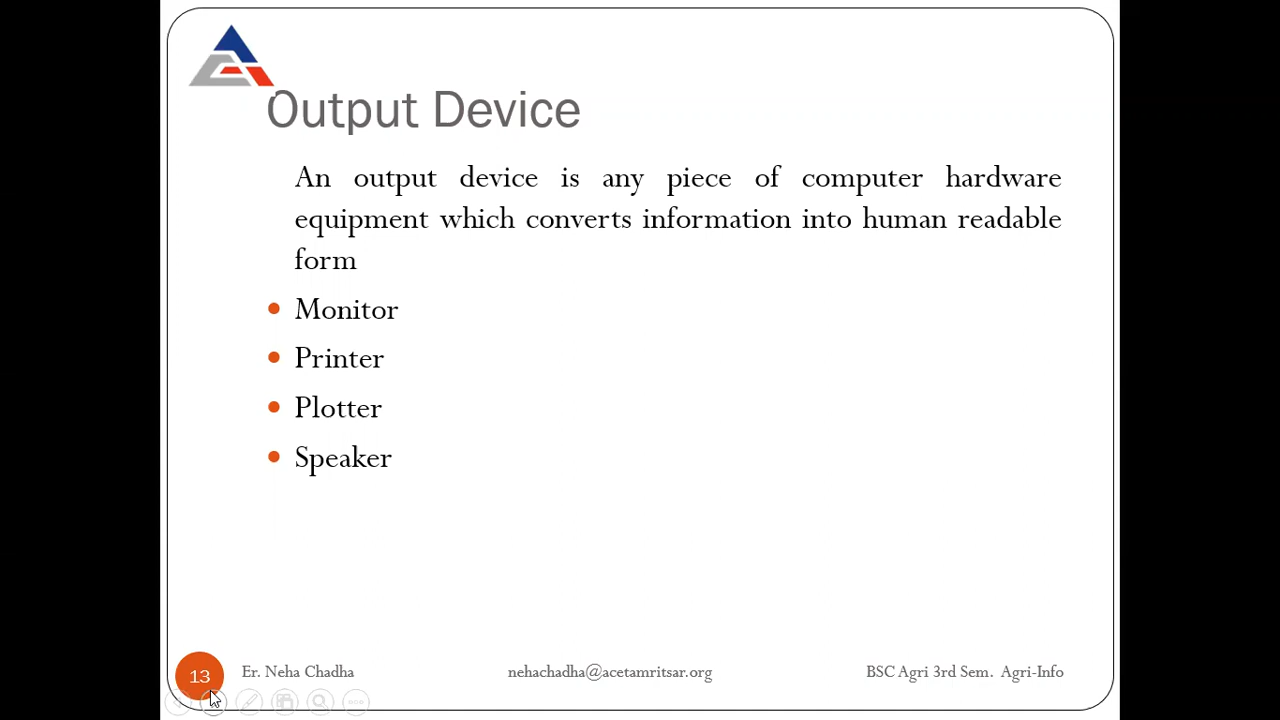 Output Device
An output device is any piece of computer hardware
equipment which converts information into human readable
form
Monitor
Printer
Plotter
Speaker
13
Er. Neha Chadha
nehachadha@acetamritsar.org
BSC Agri 3rd Sem. Agri-Info